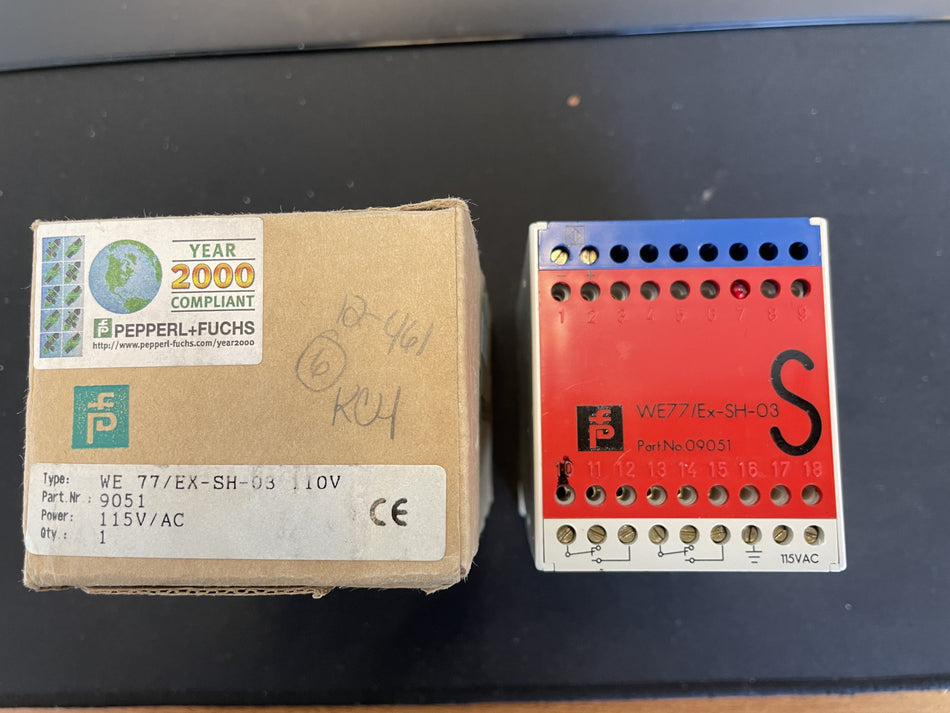 YEAR
2000
COMPLIANT
PEPPERL+FUCHS
http://www.pepperl-fuchs.com/year2000
12-461
6
KC4
Type: WE 77/EX-SH-03 110V
Part.Nr.: 9051
Power: 115V/AC
Qty.: 1
CE
- +
1 2 3 4 5 6 7 8 9
S
WE77/Ex-SH-03
Part No. 09051
10 11 12 13 14 15 16 17 18
115VAC